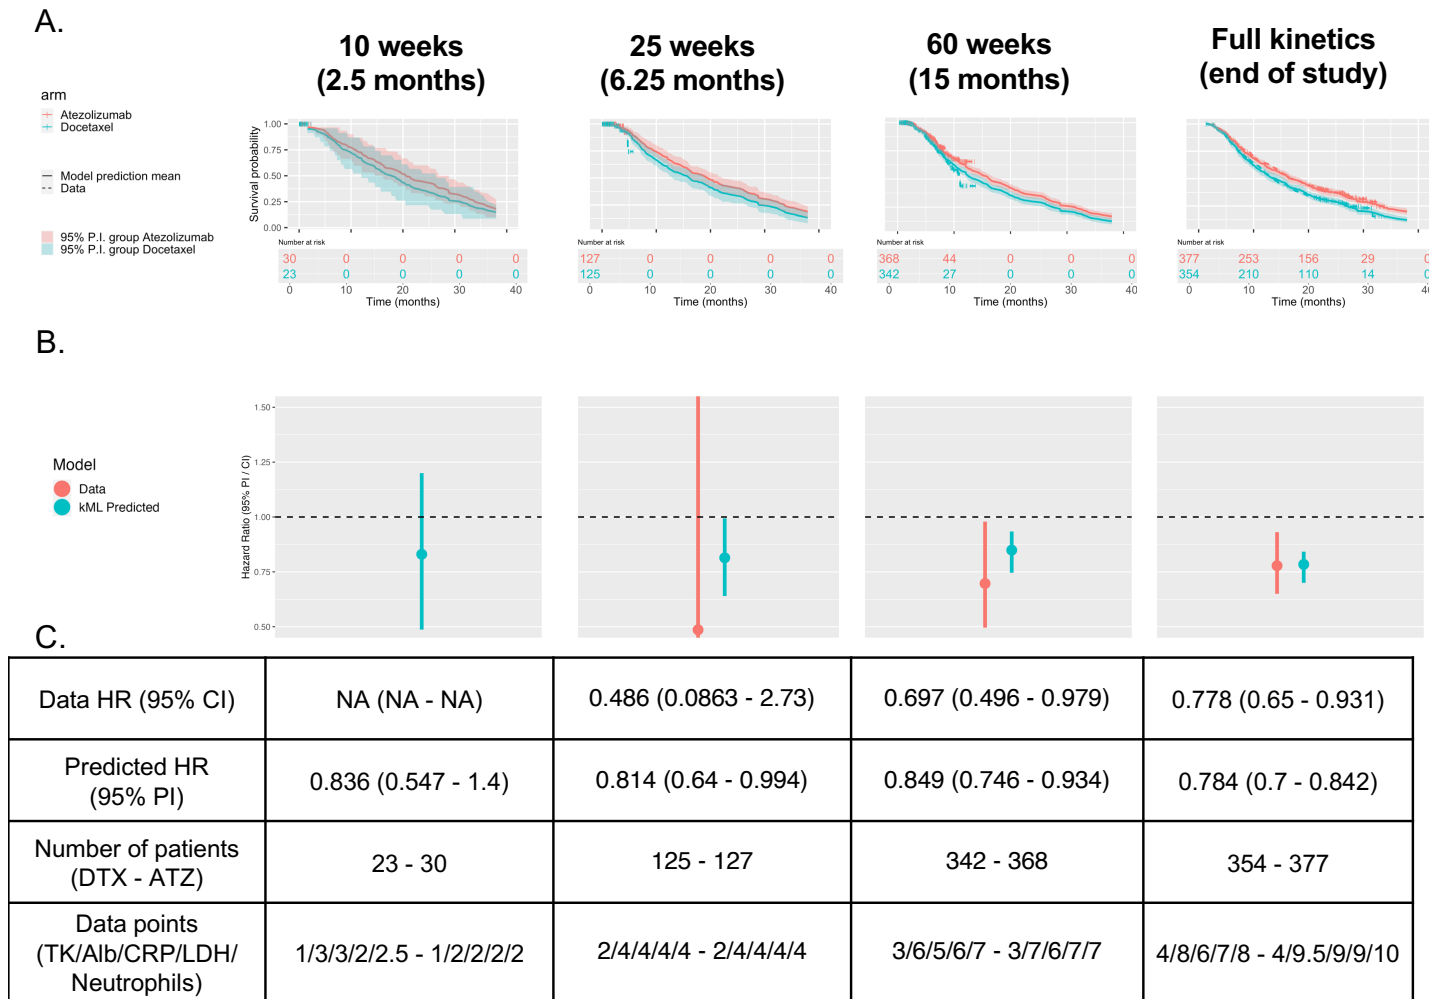 A.
10 weeks
(2.5 months)
25 weeks
(6.25 months)
60 weeks
(15 months)
Full kinetics
(end of study)
arm
Atezolizumab
Docetaxel
Model prediction mean
Data
95% P.I. group Atezolizumab
95% P.I. group Docetaxel
Survival probability
1.00
0.75
0.50
0.25
0.00
Number at risk
30 0 0 0
23 0 0 0
0 10 20 30 40
Time (months)
Number at risk
127 0 0 0
125 0 0 0
0 10 20 30 40
Time (months)
Number at risk
368 44 0 0 0
342 27 0 0 0
0 10 20 30 40
Time (months)
Number at risk
377 253 156 29 0
354 210 110 14 0
0 10 20 30 40
Time (months)
B.
Model
Data
kML Predicted
Hazard Ratio (95% PI / CI)
1.50
1.25
1.00
0.75
0.50
C.
Data HR (95% CI) NA (NA - NA) 0.486 (0.0863 - 2.73) 0.697 (0.496 - 0.979) 0.778 (0.65 - 0.931)
Predicted HR
(95% PI)
0.836 (0.547 - 1.4) 0.814 (0.64 - 0.994) 0.849 (0.746 - 0.934) 0.784 (0.7 - 0.842)
Number of patients
(DTX - ATZ)
23 - 30 125 - 127 342 - 368 354 - 377
Data points
(TK/Alb/CRP/LDH/
Neutrophils)
1/3/3/2/2.5 - 1/2/2/2/2 2/4/4/4/4 - 2/4/4/4/4 3/6/5/6/7 - 3/7/6/7/7 4/8/6/7/8 - 4/9.5/9/9/10